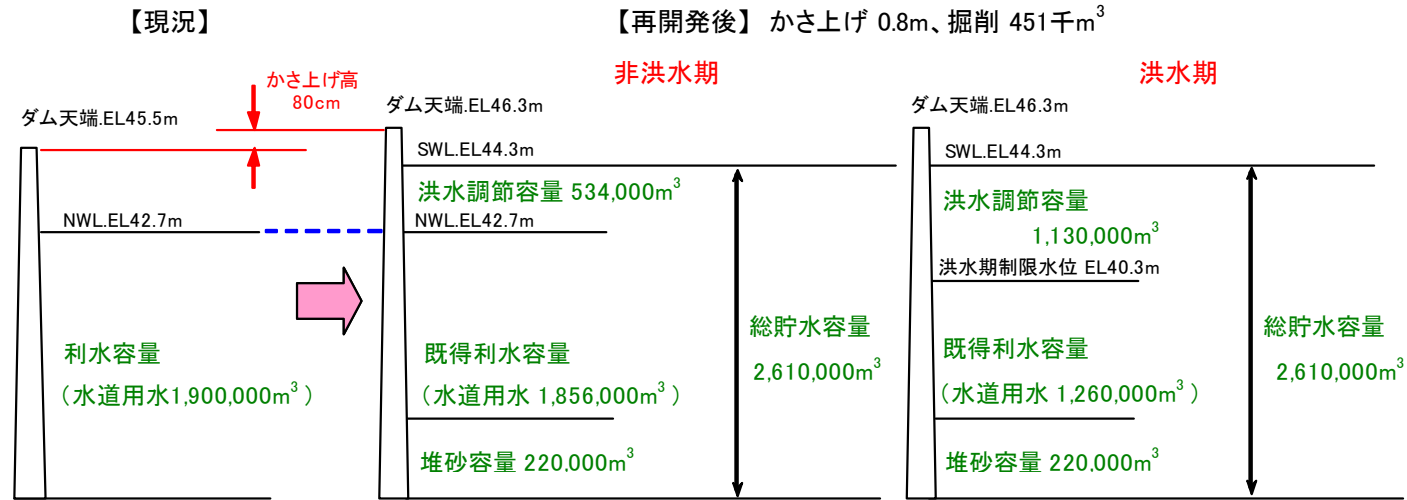 【現況】
【再開発後】 かさ上げ 0.8m、掘削 451千m³
かさ上げ高
80cm
ダム天端.EL45.5m
NWL.EL42.7m
利水容量
（水道用水1,900,000m³ ）
非洪水期
ダム天端.EL46.3m
SWL.EL44.3m
洪水調節容量 534,000m³
NWL.EL42.7m
既得利水容量
（水道用水 1,856,000m³ ）
堆砂容量 220,000m³
総貯水容量
2,610,000m³
洪水期
ダム天端.EL46.3m
SWL.EL44.3m
洪水調節容量
1,130,000m³
洪水期制限水位 EL40.3m
既得利水容量
（水道用水 1,260,000m³ ）
堆砂容量 220,000m³
総貯水容量
2,610,000m³